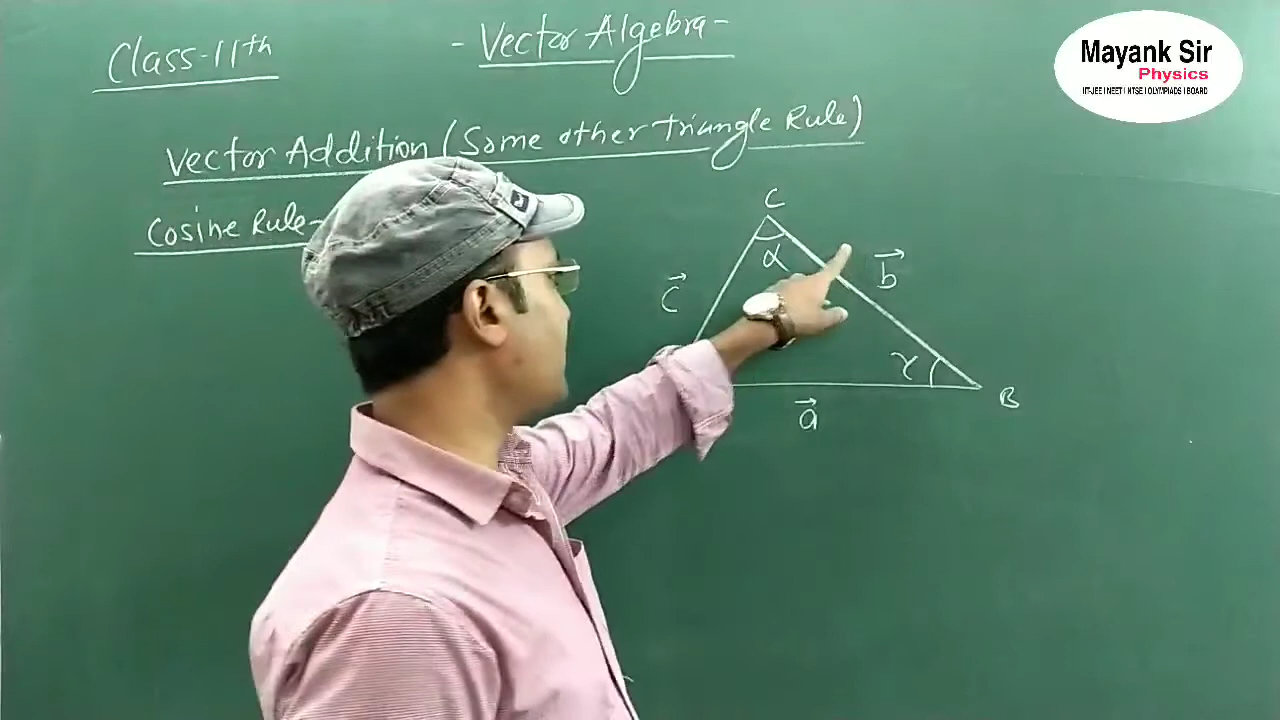 Class-11th
- Vector Algebra -
Mayank Sir
Physics
IIT-JEE | NEET | NTSE | OLYMPIADS | BOARD
Vector Addition (Some other Triangle Rule)
Cosine Rule-
C
α
c
b
γ
a
B